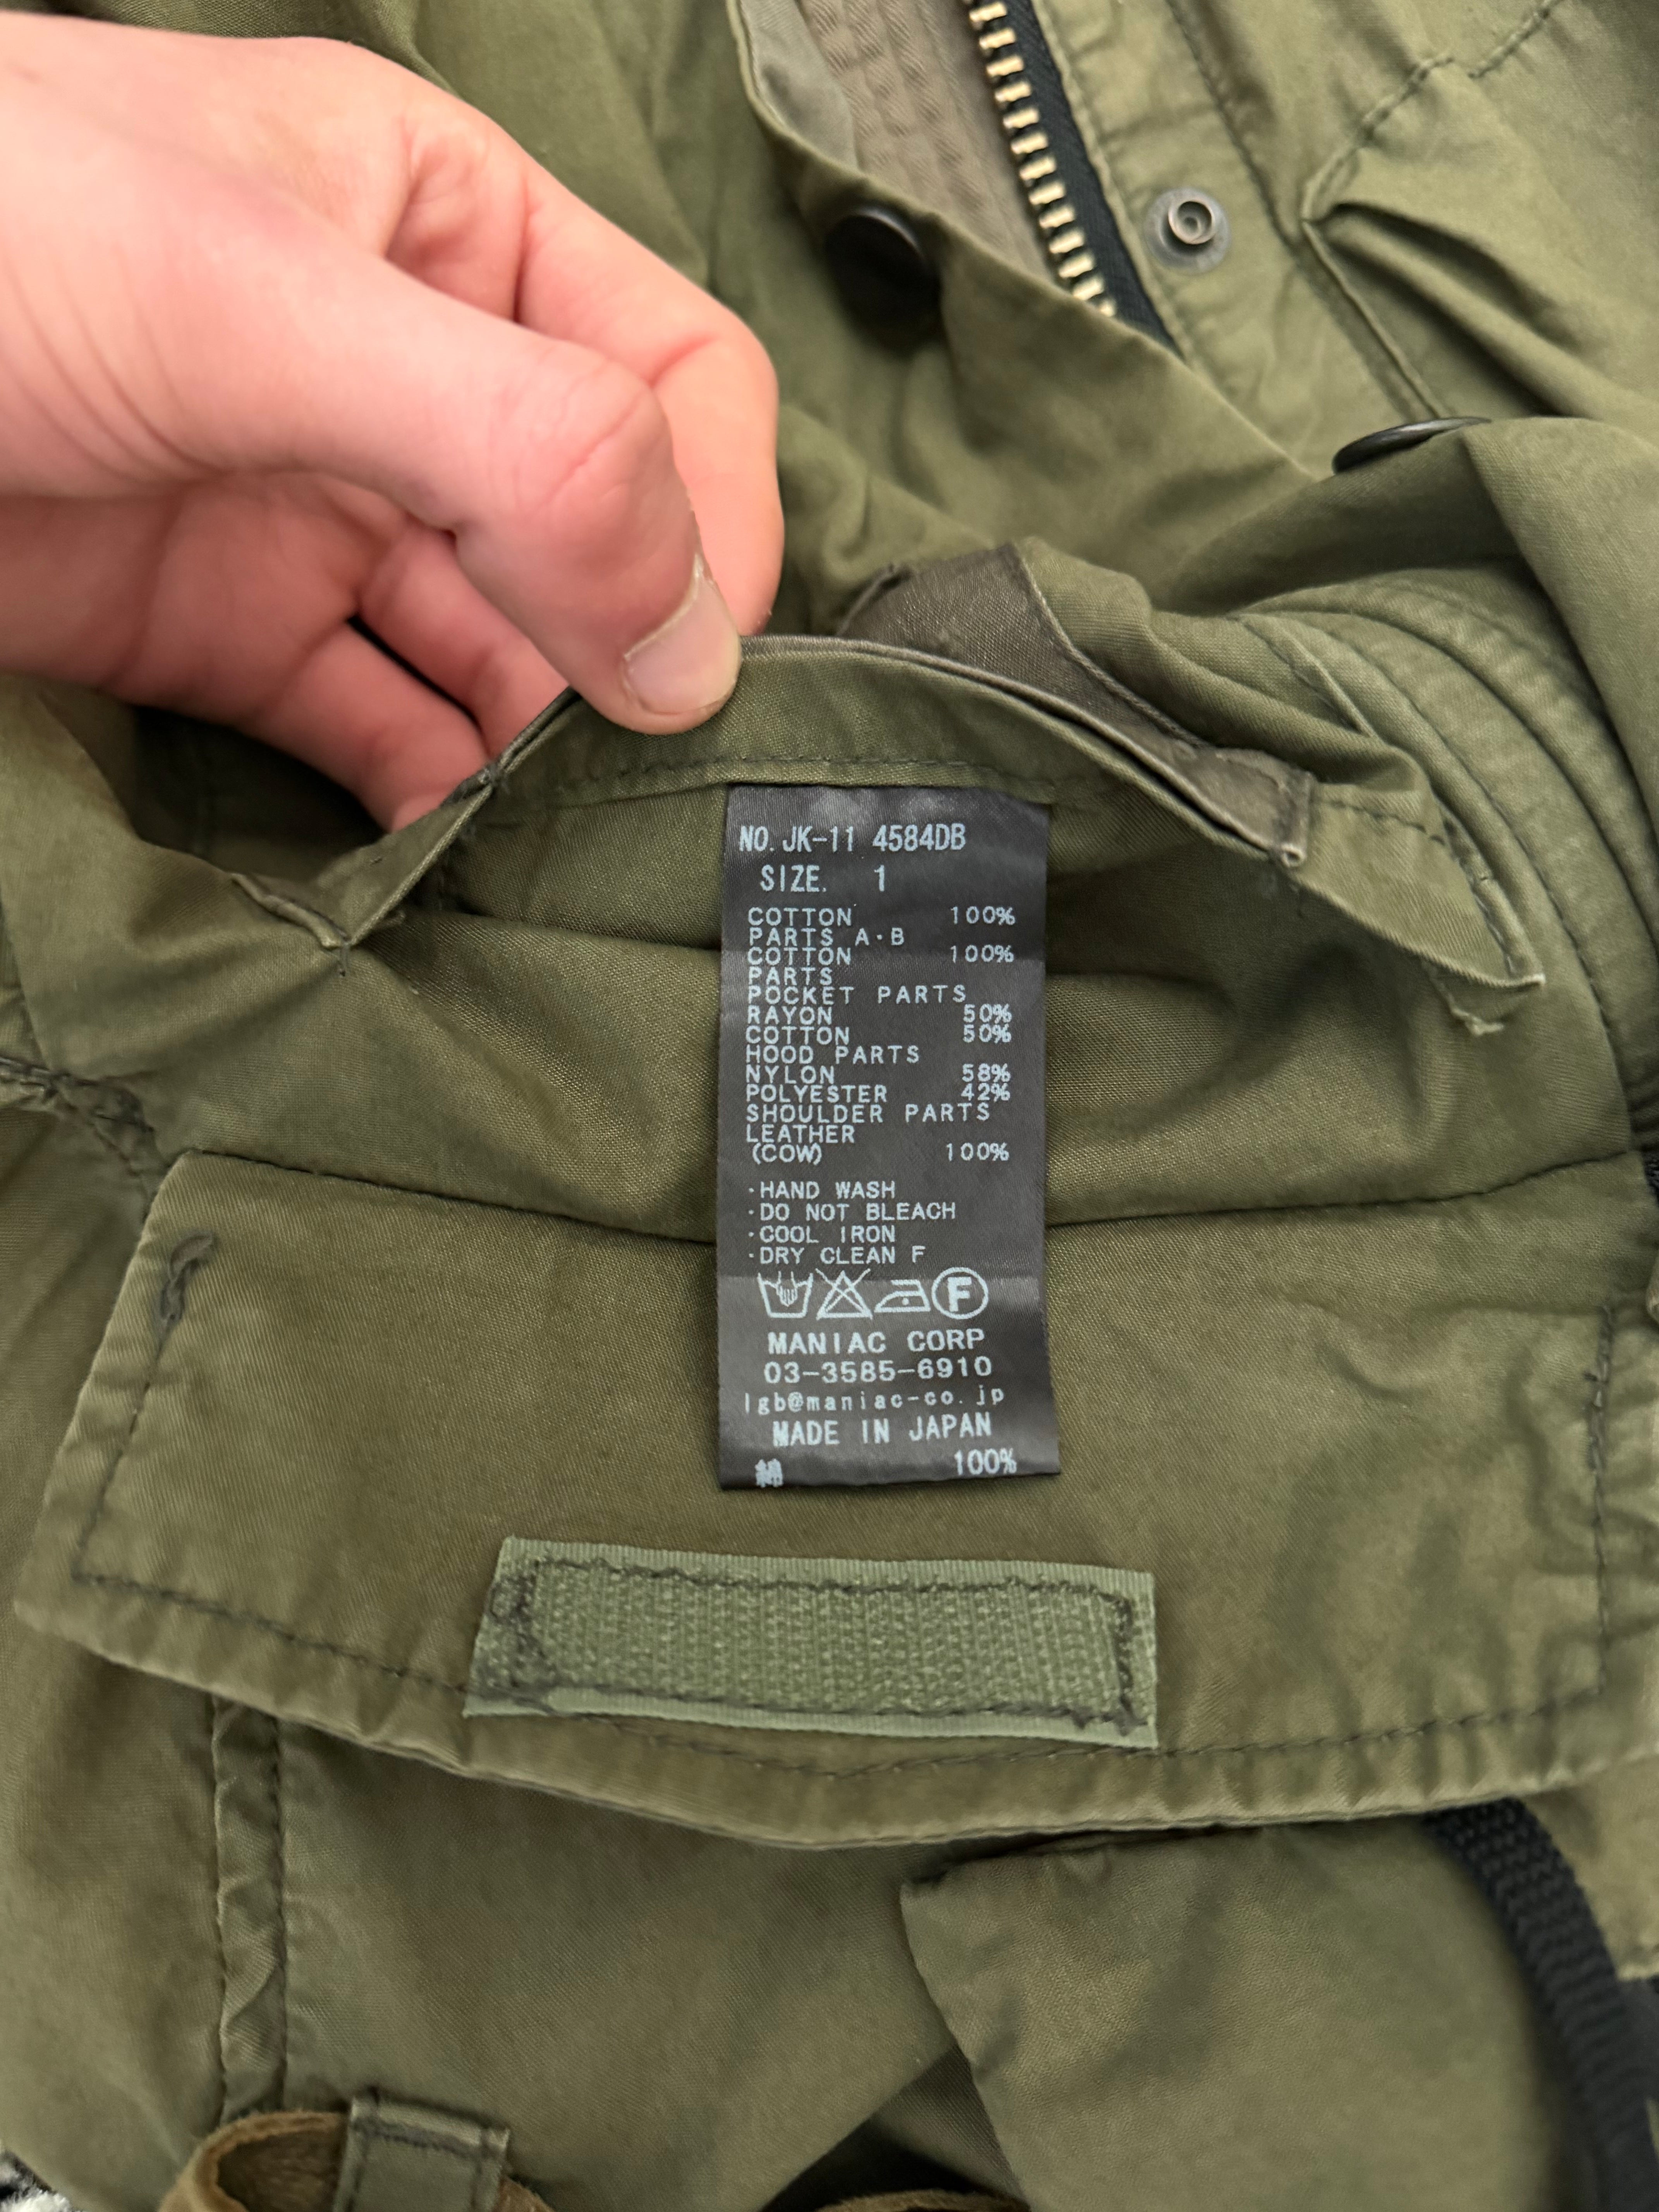 NO. JK-11 4584DB
SIZE. 1
COTTON 100%
PARTS A·B
COTTON 100%
PARTS
POCKET PARTS
RAYON 50%
COTTON 50%
HOOD PARTS
NYLON 58%
POLYESTER 42%
SHOULDER PARTS
LEATHER
(COW) 100%
·HAND WASH
·DO NOT BLEACH
·COOL IRON
·DRY CLEAN F
F
MANIAC CORP
03-3585-6910
lgb@maniac-co.jp
MADE IN JAPAN
綿 100%